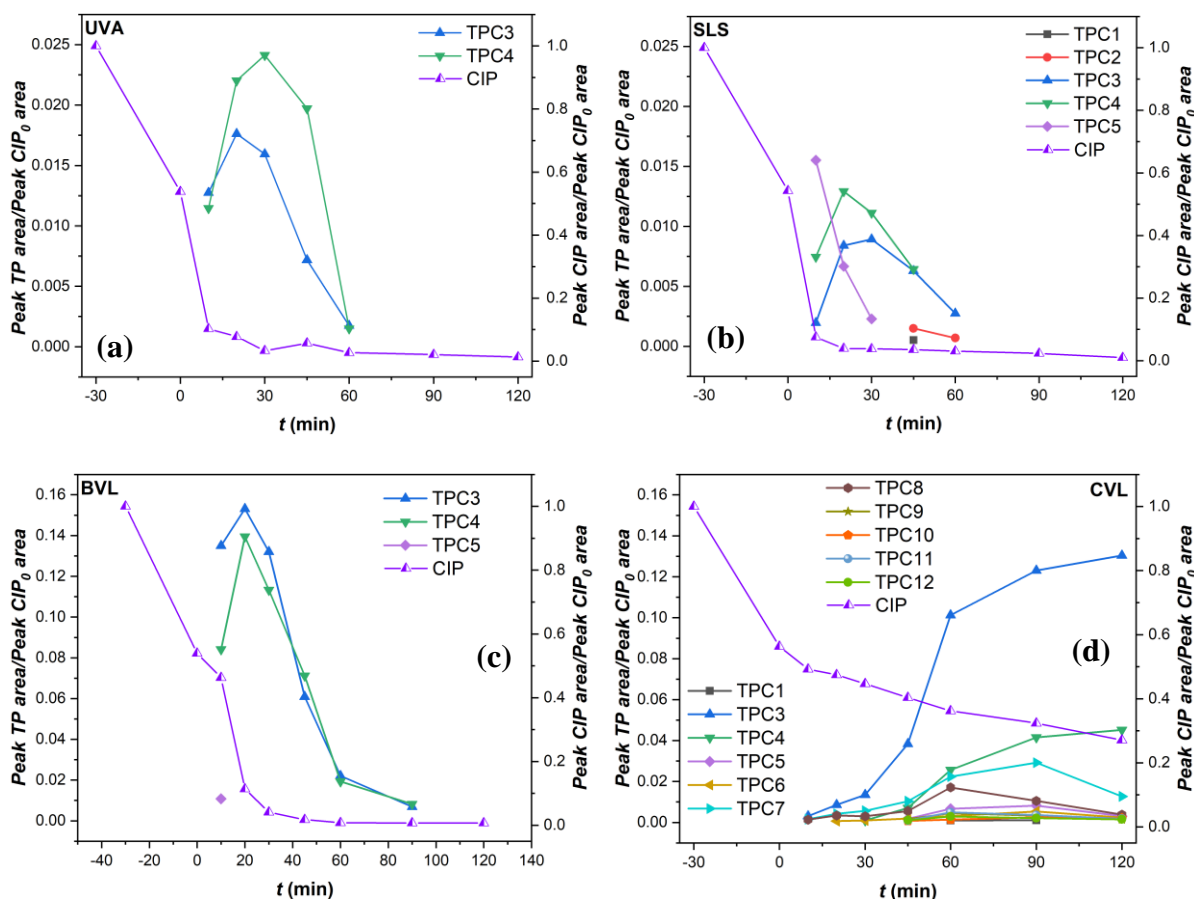 UVA
TPC3
TPC4
CIP
0.025
0.020
0.015
0.010
0.005
0.000
1.0
0.8
0.6
0.4
0.2
0.0
-30 0 30 60 90 120
t (min)
Peak TP area/Peak CIP0 area
Peak CIP area/Peak CIP0 area
(a)
SLS
TPC1
TPC2
TPC3
TPC4
TPC5
CIP
0.025
0.020
0.015
0.010
0.005
0.000
1.0
0.8
0.6
0.4
0.2
0.0
-30 0 30 60 90 120
t (min)
Peak TP area/Peak CIP0 area
Peak CIP area/Peak CIP0 area
(b)
BVL
TPC3
TPC4
TPC5
CIP
0.16
0.14
0.12
0.10
0.08
0.06
0.04
0.02
0.00
1.0
0.8
0.6
0.4
0.2
0.0
-40 -20 0 20 40 60 80 100 120 140
t (min)
Peak TP area/Peak CIP0 area
Peak CIP area/Peak CIP0 area
(c)
CVL
TPC8
TPC9
TPC10
TPC11
TPC12
CIP
TPC1
TPC3
TPC4
TPC5
TPC6
TPC7
0.16
0.14
0.12
0.10
0.08
0.06
0.04
0.02
0.00
1.0
0.8
0.6
0.4
0.2
0.0
-30 0 30 60 90 120
t (min)
Peak TP area/Peak CIP0 area
Peak CIP area/Peak CIP0 area
(d)